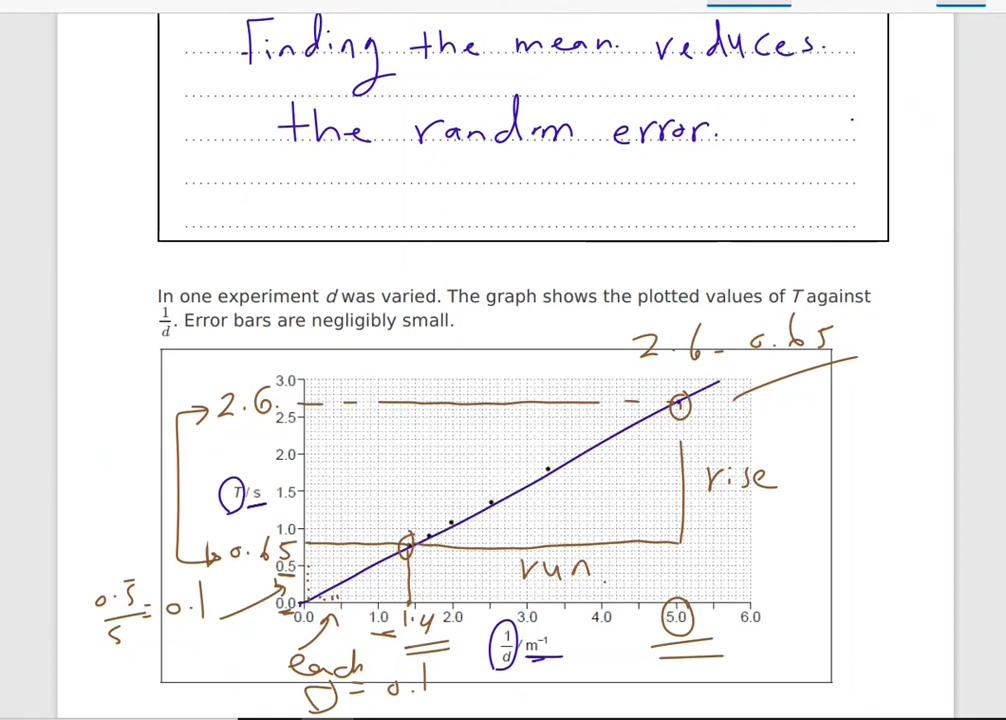 Finding the mean reduces.
the random error.
In one experiment d was varied. The graph shows the plotted values of T against
1/d. Error bars are negligibly small.
2.6 - 0.65
3.0
2.6
2.5
2.0
rise
T/s
1.5
1.0
0.65
0.5
run
0.5/5 = 0.1
0.0
0.0 1.0 1.4 2.0 3.0 4.0 5.0 6.0
1/d / m⁻¹
each
□ = 0.1